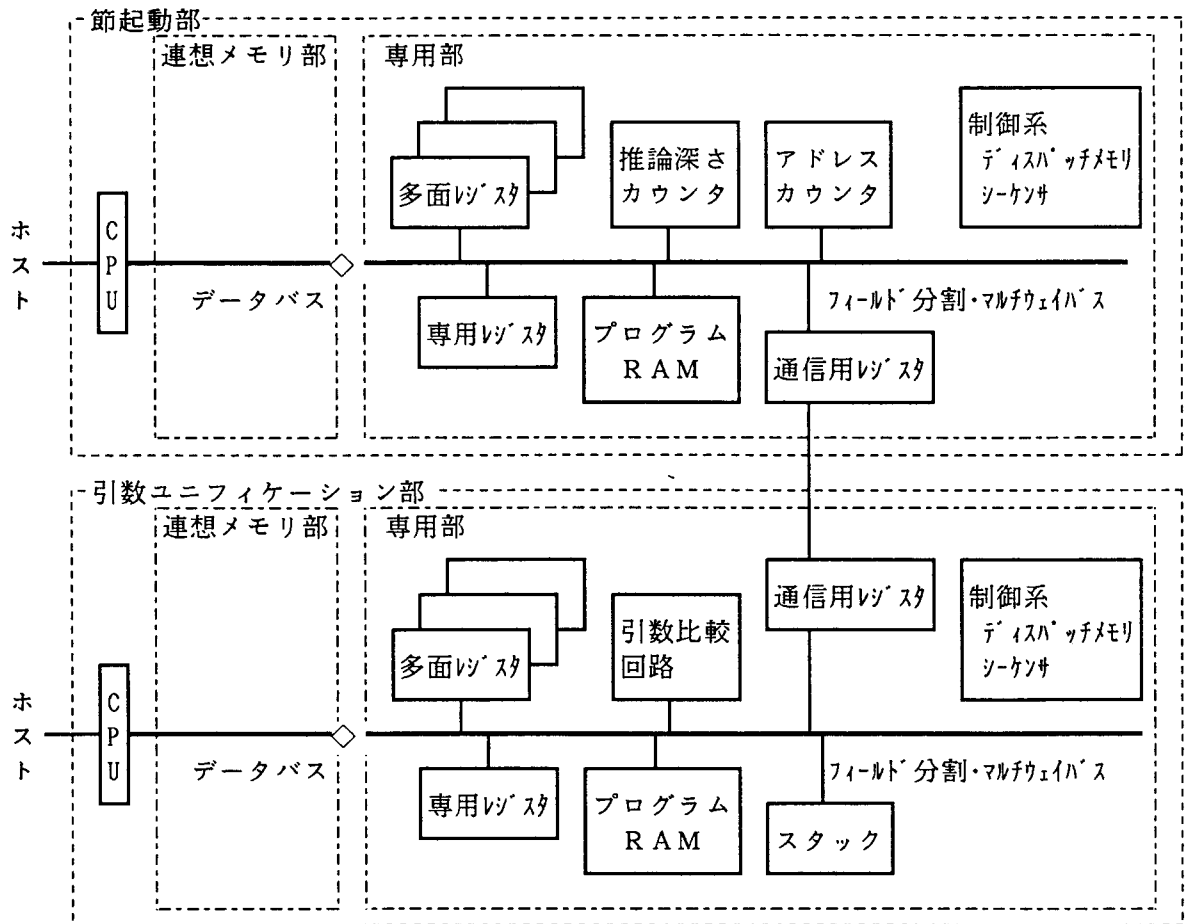 節起動部
連想メモリ部
専用部
多面レジスタ
推論深さ
カウンタ
アドレス
カウンタ
制御系
ディスパッチメモリ
シーケンサ
ホスト
CPU
データバス
フィールド分割・マルチウェイバス
専用レジスタ
プログラム
RAM
通信用レジスタ
引数ユニフィケーション部
連想メモリ部
専用部
多面レジスタ
引数比較
回路
通信用レジスタ
制御系
ディスパッチメモリ
シーケンサ
ホスト
CPU
データバス
フィールド分割・マルチウェイバス
専用レジスタ
プログラム
RAM
スタック